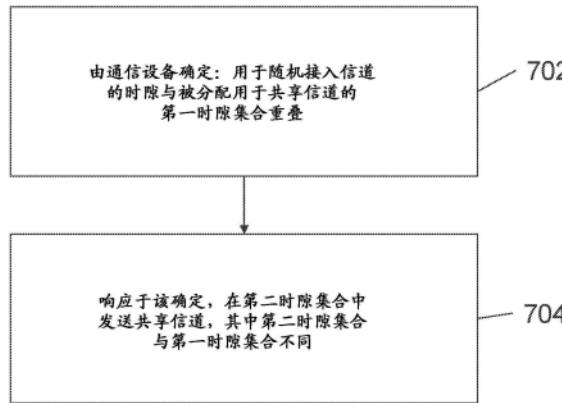 由通信设备确定：用于随机接入信道
的时隙与被分配用于共享信道的
第一时隙集合重叠
702
响应于该确定，在第二时隙集合中
发送共享信道，其中第二时隙集合
与第一时隙集合不同
704